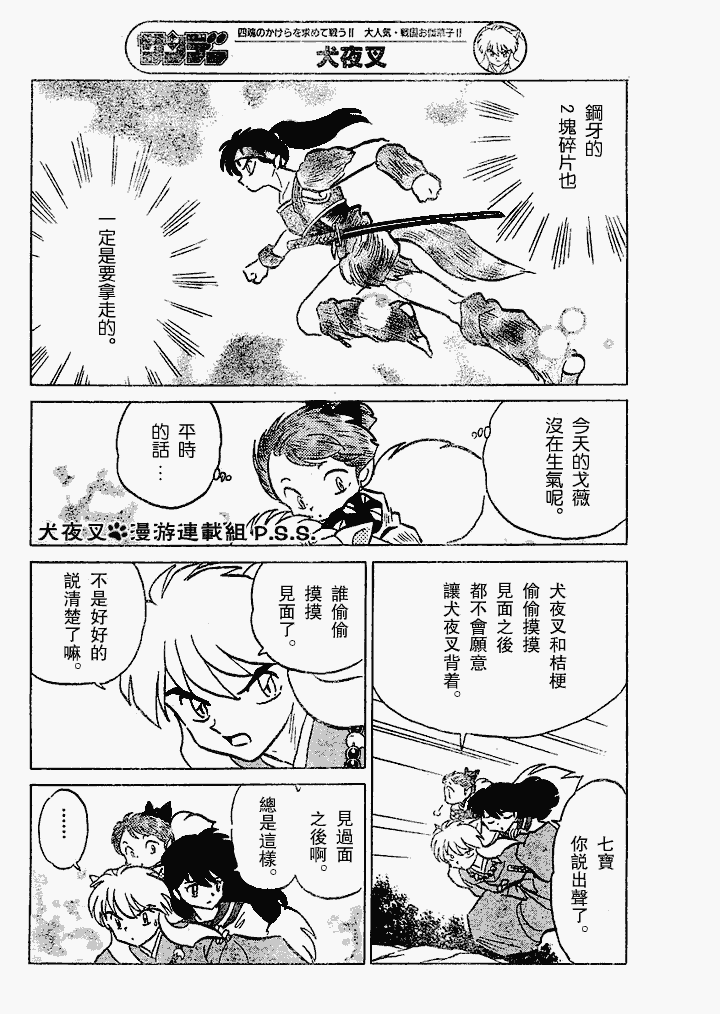 サンデー
四魂のかけらを求めて戦う!! 大人気・戦国お伽草子!!
犬夜叉
鋼牙的
2塊碎片也
一定是要拿走的。
今天的戈薇
沒在生氣呢。
平時
的話…
犬夜叉 漫游連載組 P.S.S.
犬夜叉和桔梗
偷偷摸摸
見面之後
都不會願意
讓犬夜叉背着。
七寶
你説出聲了。
誰偷偷
摸摸
見面了。
不是好好的
説清楚了嘛。
見過面
之後啊。
總是這樣。
……